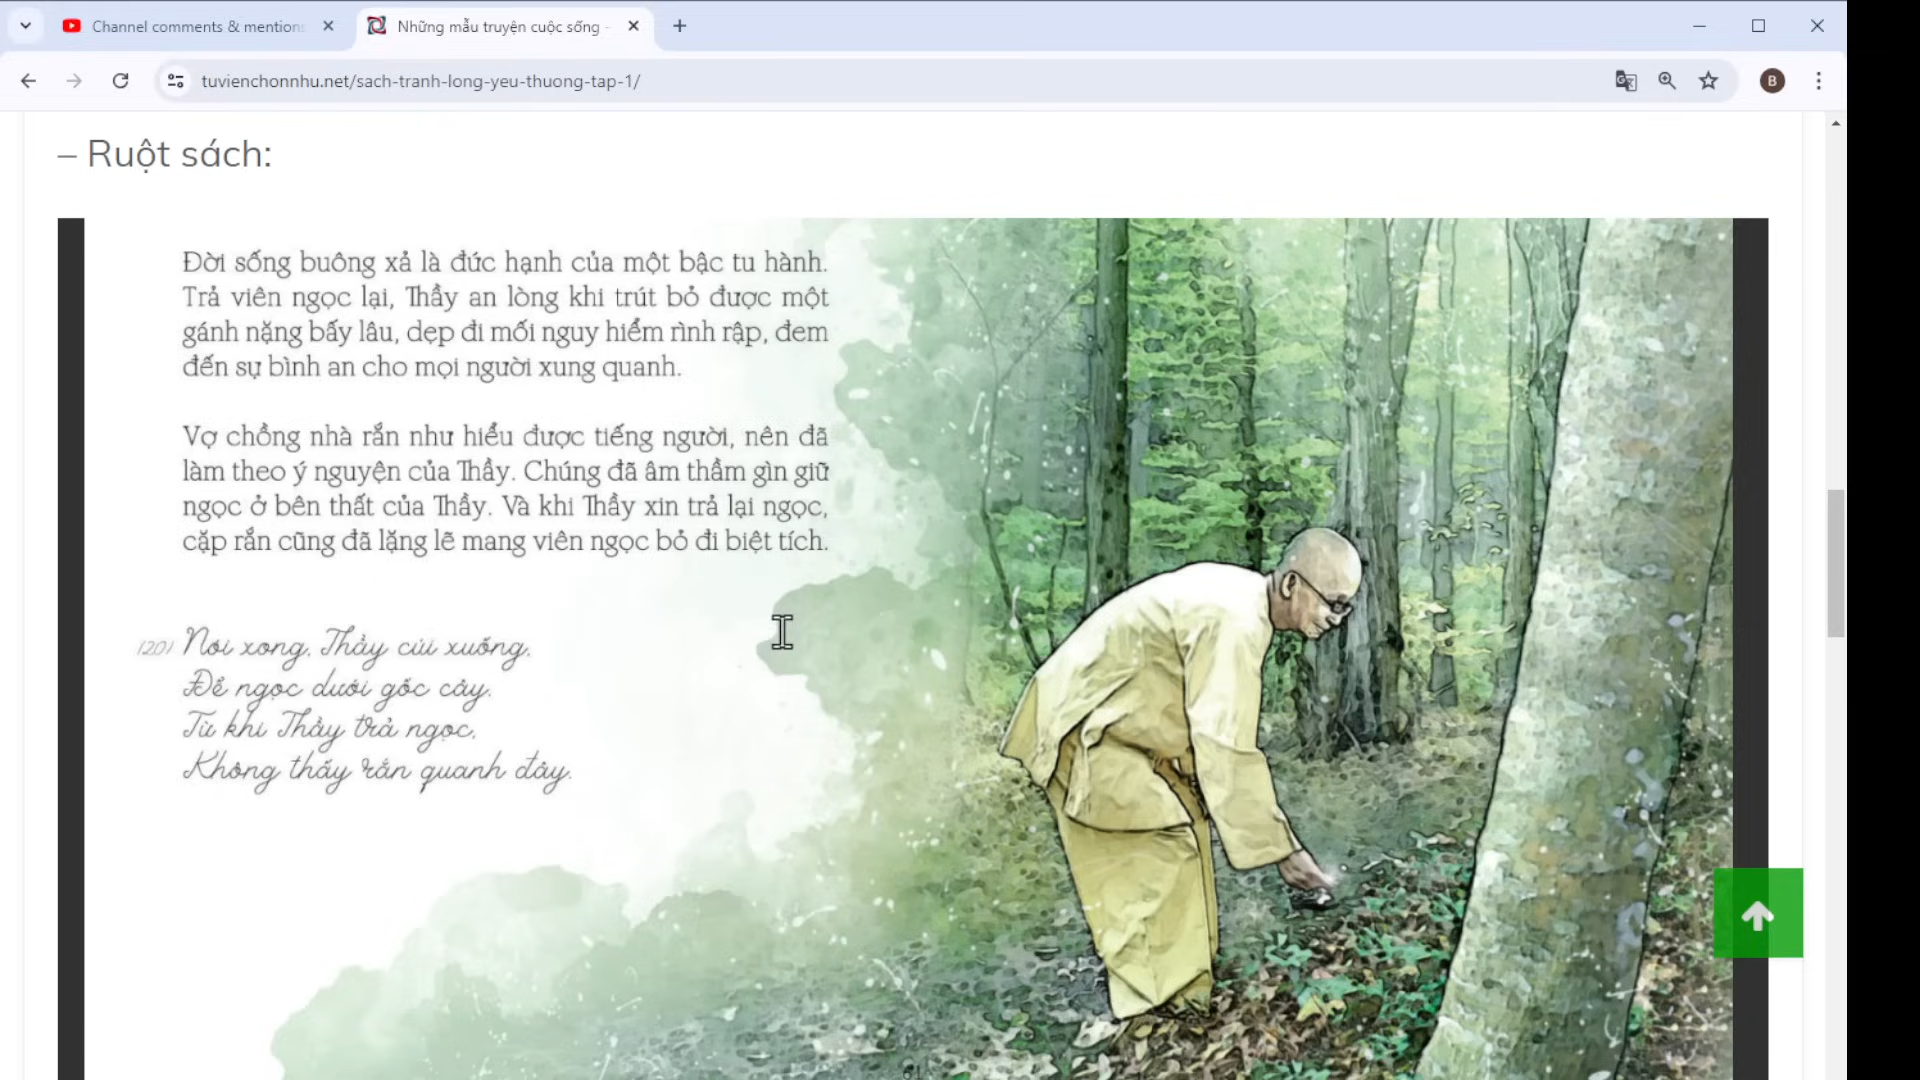 Channel comments & mention
Những mẫu truyện cuộc sống -
tuvienchonnhu.net/sach-tranh-long-yeu-thuong-tap-1/
B
– Ruột sách:
Đời sống buông xả là đức hạnh của một bậc tu hành.
Trả viên ngọc lại, Thầy an lòng khi trút bỏ được một
gánh nặng bấy lâu, dẹp đi mối nguy hiểm rình rập, đem
đến sự bình an cho mọi người xung quanh.
Vợ chồng nhà rắn như hiểu được tiếng người, nên đã
làm theo ý nguyện của Thầy. Chúng đã âm thầm gìn giữ
ngọc ở bên thất của Thầy. Và khi Thầy xin trả lại ngọc,
cặp rắn cũng đã lặng lẽ mang viên ngọc bỏ đi biệt tích.
(20) Nói xong, Thầy cúi xuống,
Để ngọc dưới gốc cây.
Từ khi Thầy trả ngọc,
Không thấy rắn quanh đây.